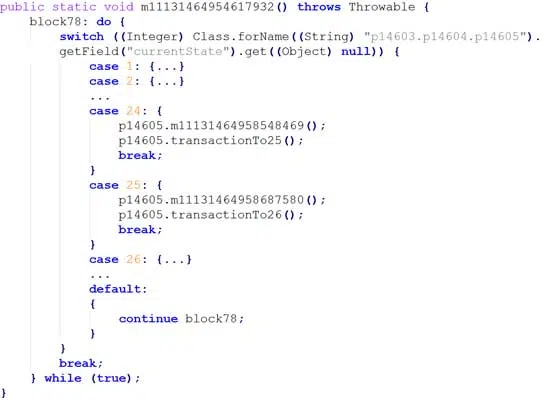 public static void m11131464954617932() throws Throwable {
block78: do {
switch ((Integer) Class.forName((String) "p14603.p14604.p14605").
getField("currentState").get((Object) null)) {
case 1: {...}
case 2: {...}
...
case 24: {
p14605.m11131464958548469();
p14605.transactionTo25();
break;
}
case 25: {
p14605.m11131464958687580();
p14605.transactionTo26();
break;
}
case 26: {...}
...
default:
{
continue block78;
}
}
break;
} while (true);
}